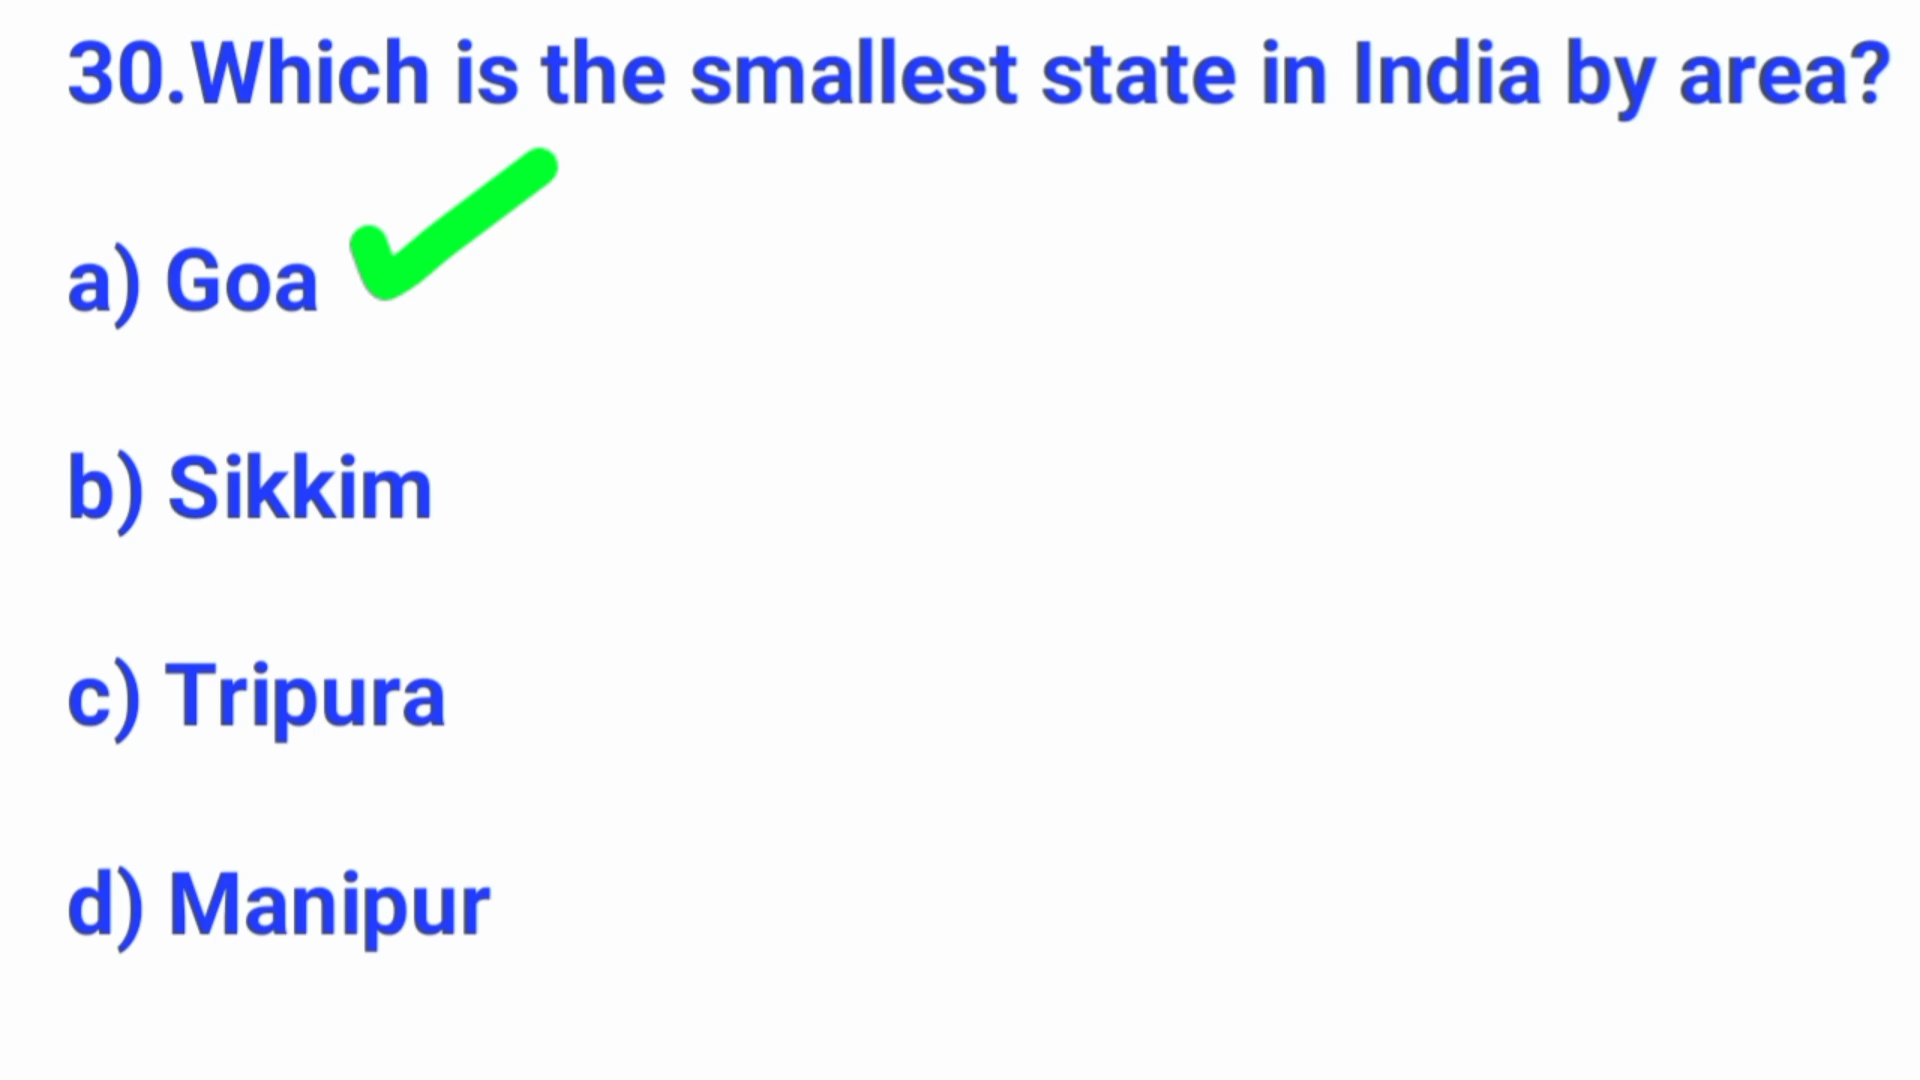 30.Which is the smallest state in India by area?
a) Goa
b) Sikkim
c) Tripura
d) Manipur